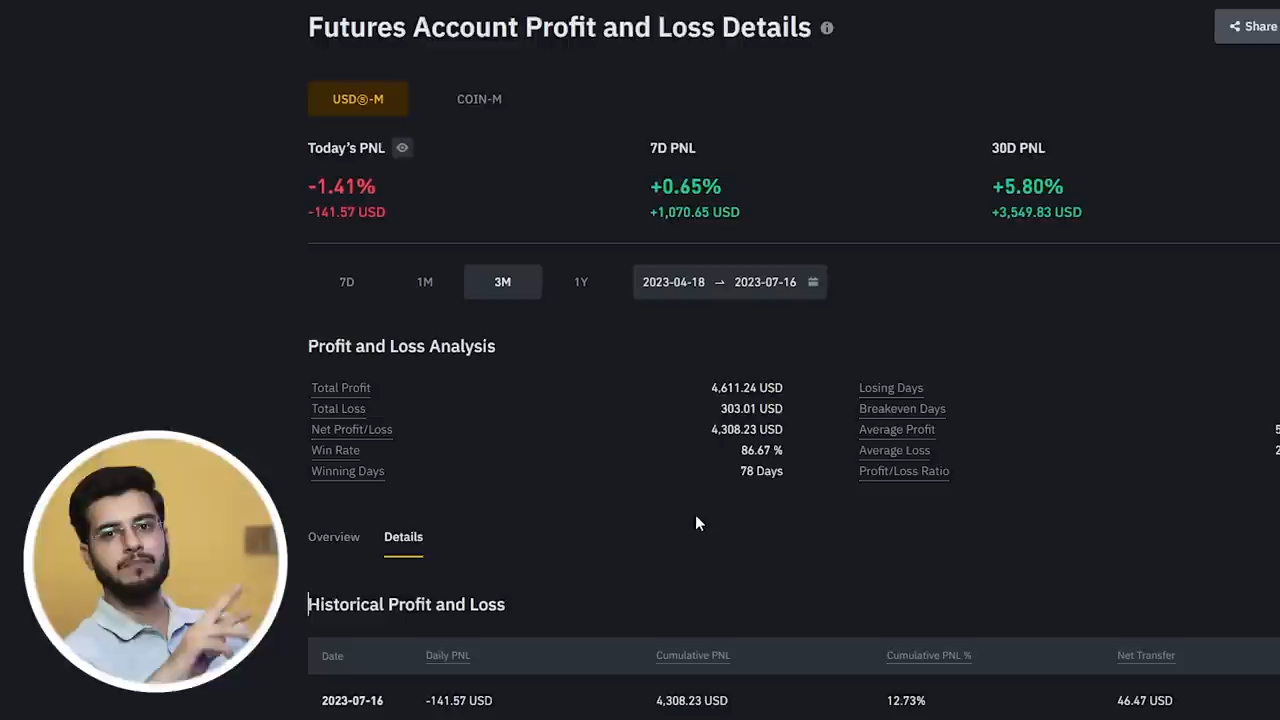 Futures Account Profit and Loss Details
Share
USD©-M COIN-M
Today's PNL 7D PNL 30D PNL
-1.41% +0.65% +5.80%
-141.57 USD +1,070.65 USD +3,549.83 USD
7D 1M 3M 1Y 2023-04-18 → 2023-07-16
Profit and Loss Analysis
Total Profit 4,611.24 USD Losing Days
Total Loss 303.01 USD Breakeven Days
Net Profit/Loss 4,308.23 USD Average Profit 5
Win Rate 86.67 % Average Loss 2
Winning Days 78 Days Profit/Loss Ratio
Overview Details
Historical Profit and Loss
Date Daily PNL Cumulative PNL Cumulative PNL % Net Transfer
2023-07-16 -141.57 USD 4,308.23 USD 12.73% 46.47 USD